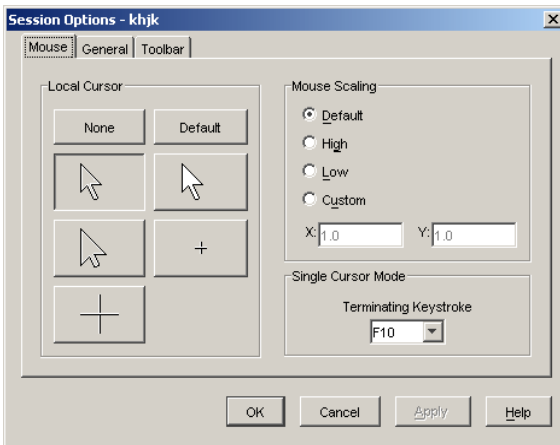 Session Options - khjk
Mouse General Toolbar
Local Cursor
None Default
Mouse Scaling
Default
High
Low
Custom
X: 1.0 Y: 1.0
Single Cursor Mode
Terminating Keystroke
F10
OK Cancel Apply Help